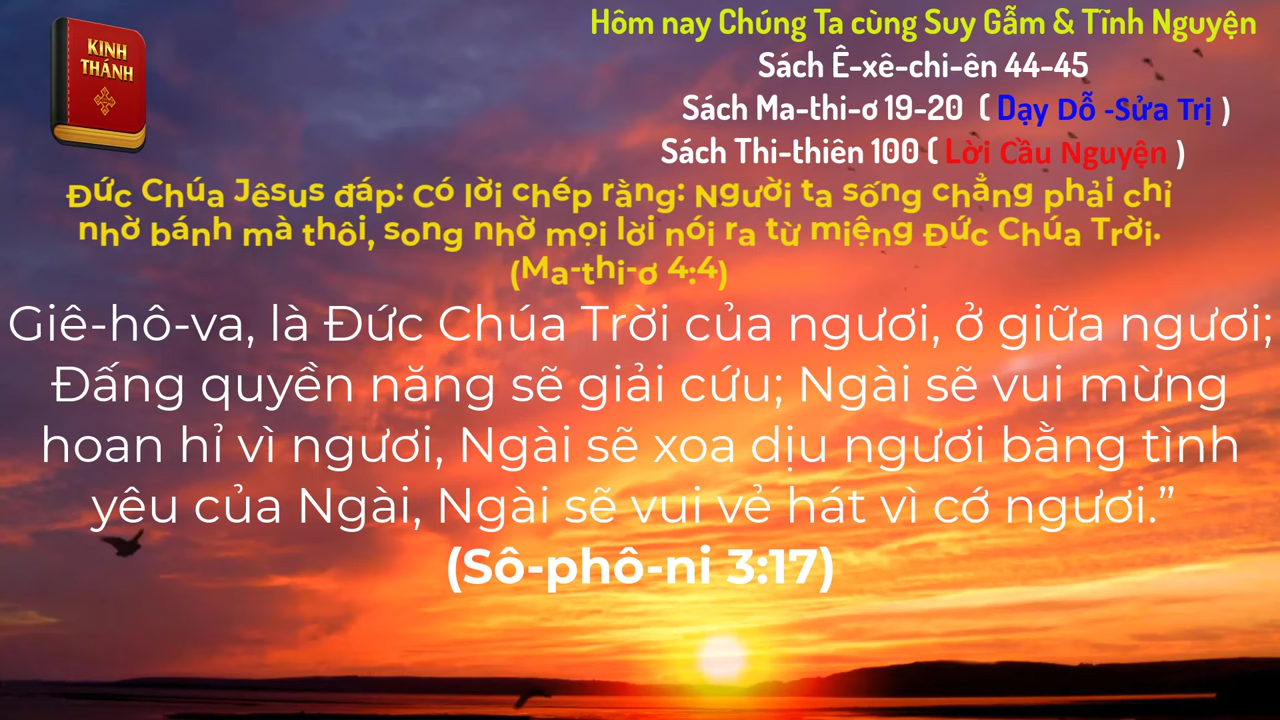 KINH
THÁNH
Hôm nay Chúng Ta cùng Suy Gẫm & Tĩnh Nguyện
Sách Ê-xê-chi-ên 44-45
Sách Ma-thi-ơ 19-20 ( Dạy Dỗ -Sửa Trị )
Sách Thi-thiên 100 ( Lời Cầu Nguyện )
Đức Chúa Jêsus đáp: Có lời chép rằng: Người ta sống chẳng phải chỉ
nhờ bánh mà thôi, song nhờ mọi lời nói ra từ miệng Đức Chúa Trời.
(Ma-thi-ơ 4:4)
Giê-hô-va, là Đức Chúa Trời của ngươi, ở giữa ngươi;
Đấng quyền năng sẽ giải cứu; Ngài sẽ vui mừng
hoan hỉ vì ngươi, Ngài sẽ xoa dịu ngươi bằng tình
yêu của Ngài, Ngài sẽ vui vẻ hát vì cớ ngươi.”
(Sô-phô-ni 3:17)